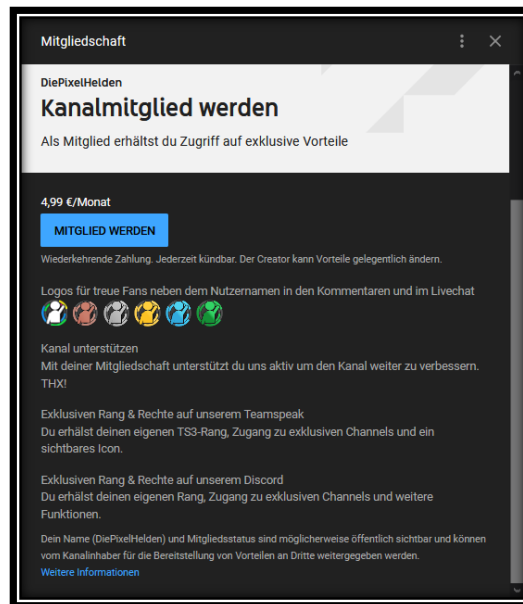 Mitgliedschaft
DiePixelHelden
Kanalmitglied werden
Als Mitglied erhältst du Zugriff auf exklusive Vorteile
4,99 €/Monat
MITGLIED WERDEN
Wiederkehrende Zahlung. Jederzeit kündbar. Der Creator kann Vorteile gelegentlich ändern.
Logos für treue Fans neben dem Nutzernamen in den Kommentaren und im Livechat
Kanal unterstützen
Mit deiner Mitgliedschaft unterstützt du uns aktiv um den Kanal weiter zu verbessern.
THX!
Exklusiven Rang & Rechte auf unserem Teamspeak
Du erhälst deinen eigenen TS3-Rang, Zugang zu exklusiven Channels und ein
sichtbares Icon.
Exklusiven Rang & Rechte auf unserem Discord
Du erhälst deinen eigenen Rang, Zugang zu exklusiven Channels und weitere
Funktionen.
Dein Name (DiePixelHelden) und Mitgliedsstatus sind möglicherweise öffentlich sichtbar und können
vom Kanalinhaber für die Bereitstellung von Vorteilen an Dritte weitergegeben werden.
Weitere Informationen